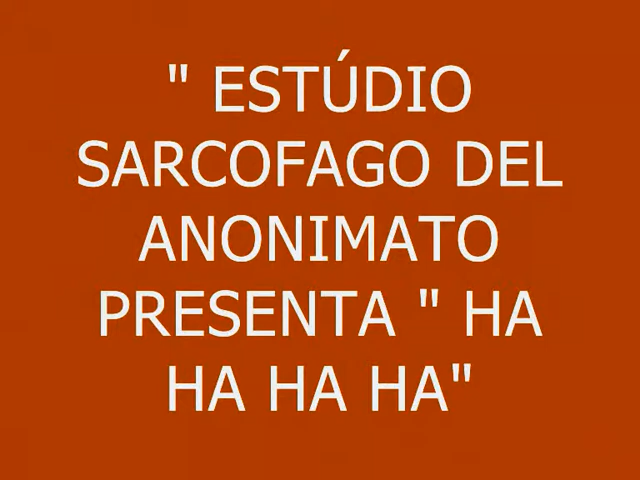 " ESTÚDIO
SARCOFAGO DEL
ANONIMATO
PRESENTA " HA
HA HA HA"